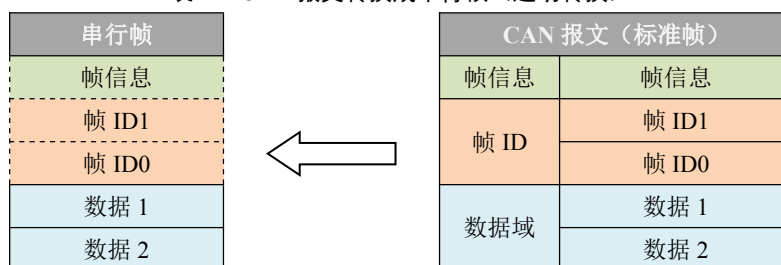 串行帧
帧信息
帧 ID1
帧 ID0
数据 1
数据 2
CAN 报文（标准帧）
帧信息 帧信息
帧 ID
帧 ID1
帧 ID0
数据域
数据 1
数据 2